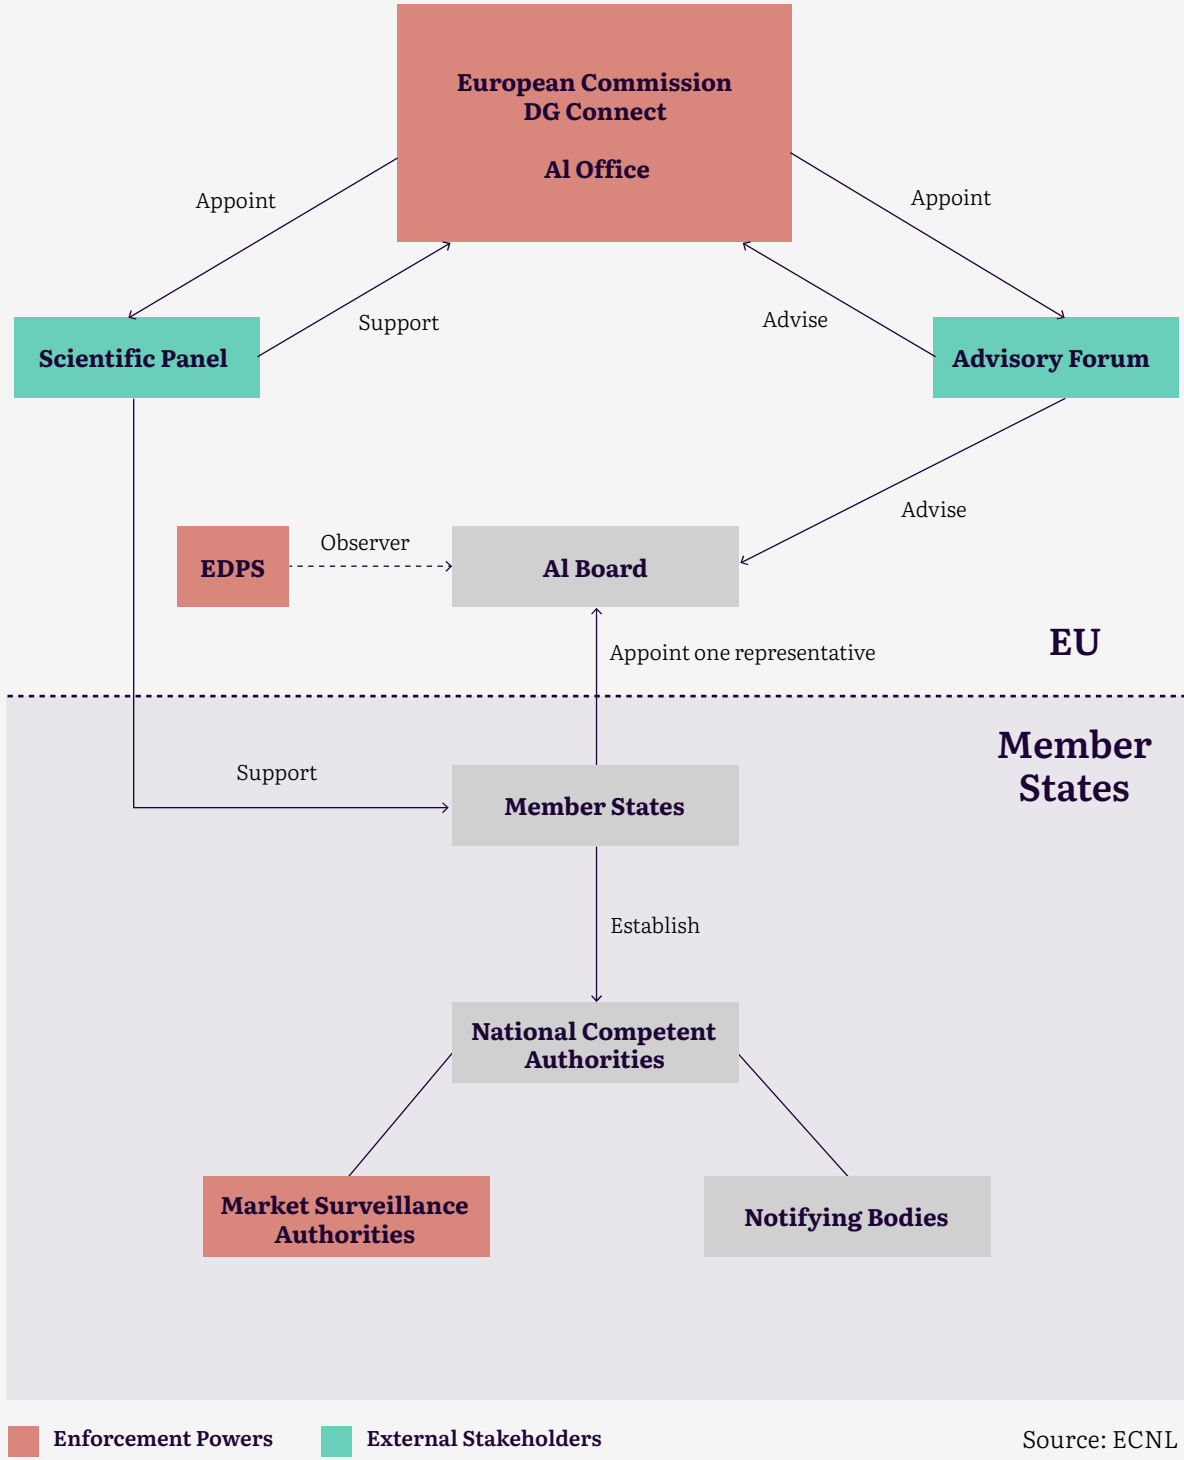 European Commission
DG Connect
AI Office
Appoint
Appoint
Support
Advise
Scientific Panel
Advisory Forum
Advise
Observer
EDPS
AI Board
EU
Appoint one representative
Member
States
Support
Member States
Establish
National Competent
Authorities
Market Surveillance
Authorities
Notifying Bodies
Enforcement Powers
External Stakeholders
Source: ECNL